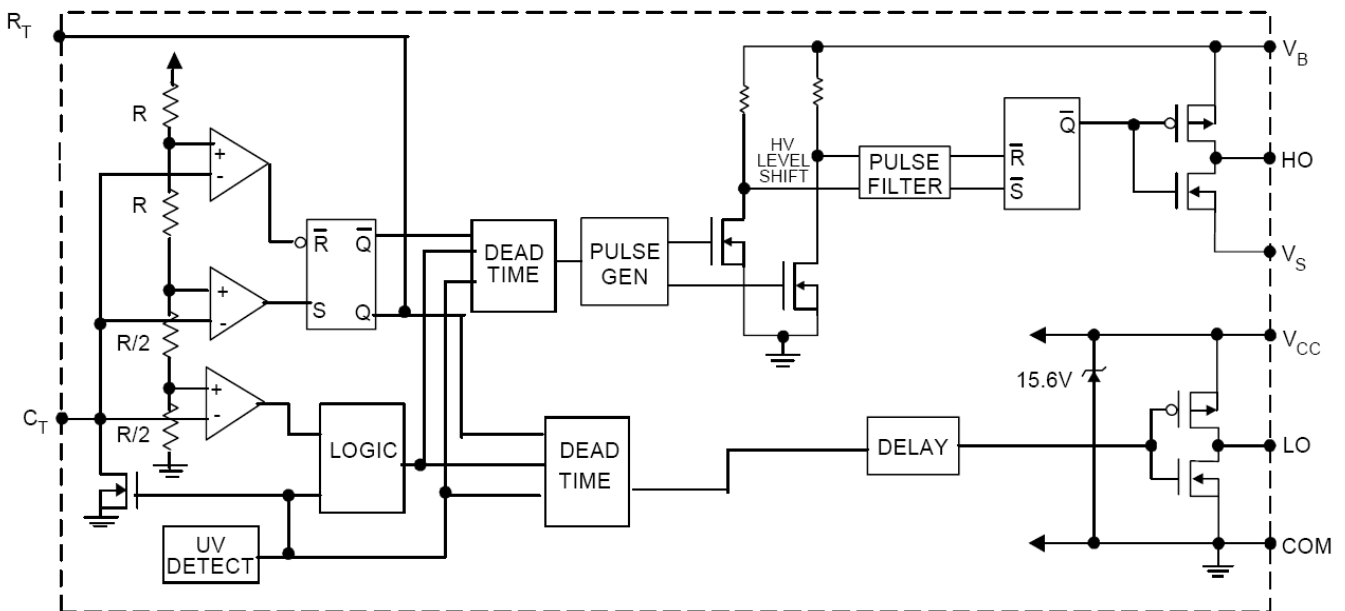 R_T
R
+
-
R
+
-
R/2
+
-
R/2
C_T
R̅ Q̅
S Q
LOGIC
UV
DETECT
DEAD
TIME
PULSE
GEN
HV
LEVEL
SHIFT
PULSE
FILTER
R̅
S̅
Q̅
V_B
HO
V_S
DEAD
TIME
DELAY
15.6V
V_CC
LO
COM